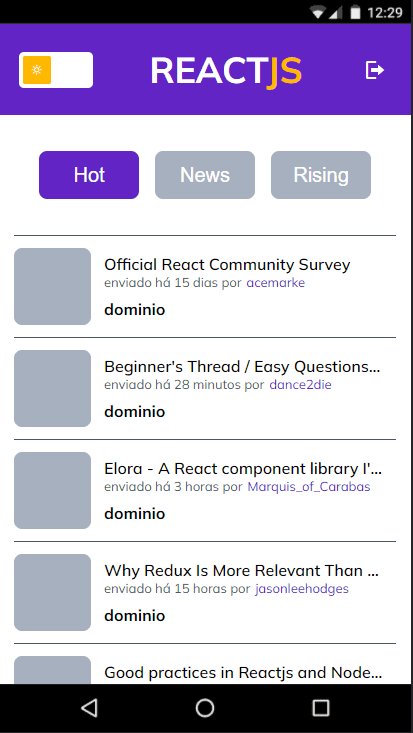 12:29
REACTJS
Hot
News
Rising
Official React Community Survey
enviado há 15 dias por acemarke
dominio
Beginner's Thread / Easy Questions...
enviado há 28 minutos por dance2die
dominio
Elora - A React component library I'...
enviado há 3 horas por Marquis_of_Carabas
dominio
Why Redux Is More Relevant Than ...
enviado há 15 horas por jasonleehodges
dominio
Good practices in Reactjs and Node...